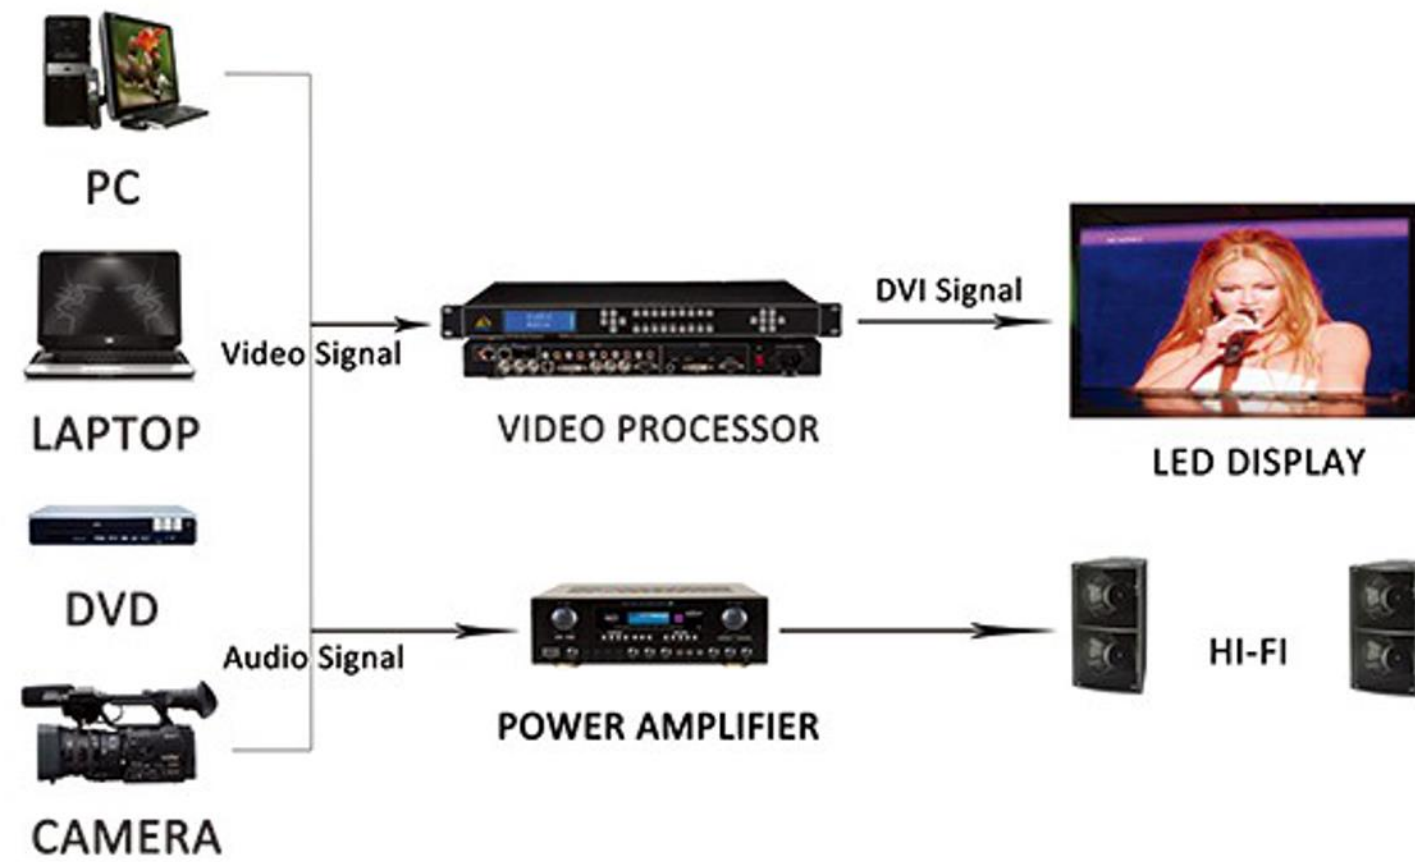 PC
LAPTOP
DVD
CAMERA
Video Signal
Audio Signal
VIDEO PROCESSOR
POWER AMPLIFIER
DVI Signal
LED DISPLAY
HI-FI